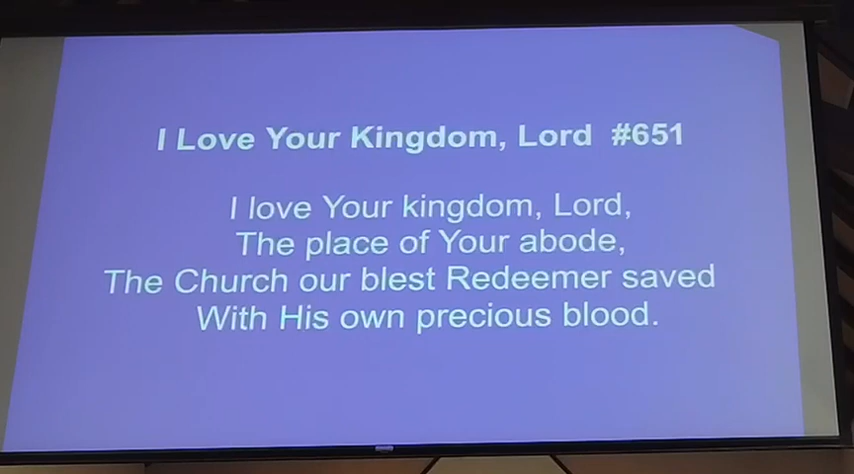 I Love Your Kingdom, Lord #651
I love Your kingdom, Lord,
The place of Your abode,
The Church our blest Redeemer saved
With His own precious blood.